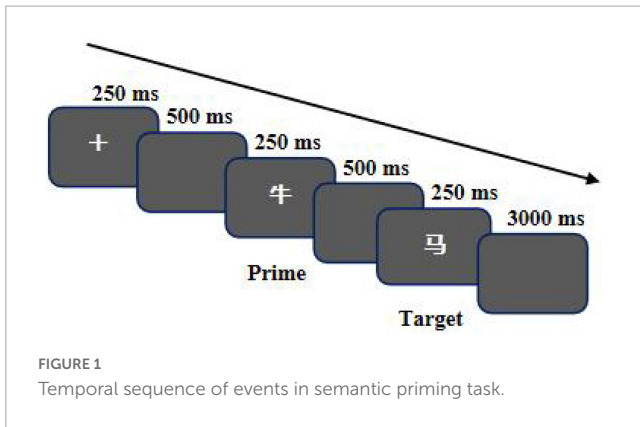 250 ms
500 ms
250 ms
500 ms
250 ms
3000 ms
十
牛
马
Prime
Target
FIGURE 1
Temporal sequence of events in semantic priming task.